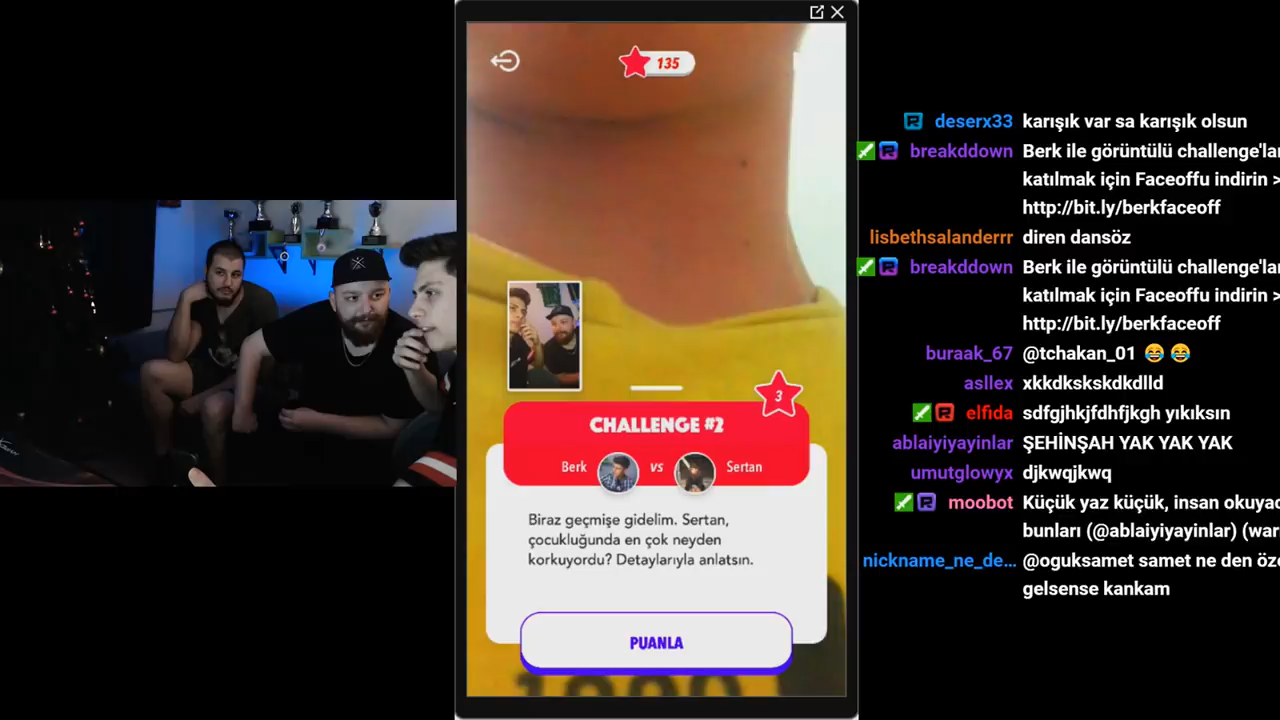 135
3
CHALLENGE #2
Berk vs Sertan
Biraz geçmişe gidelim. Sertan,
çocukluğunda en çok neyden
korkuyordu? Detaylarıyla anlatsın.
PUANLA
deserx33 karışık var sa karışık olsun
breakddown Berk ile görüntülü challenge'lar
katılmak için Faceoffu indirin >
http://bit.ly/berkfaceoff
lisbethsalanderrr diren dansöz
breakddown Berk ile görüntülü challenge'lar
katılmak için Faceoffu indirin >
http://bit.ly/berkfaceoff
buraak_67 @tchakan_01 😂 😂
asllex xkkdkskskdkdlld
elfida sdfgjhkjfdhfjkgh yıkıksın
ablaiyiyayinlar ŞEHİNŞAH YAK YAK YAK
umutglowyx djkwqjkwq
moobot Küçük yaz küçük, insan okuyac
bunları (@ablaiyiyayinlar) (war
nickname_ne_de... @oguksamet samet ne den öze
gelsense kankam